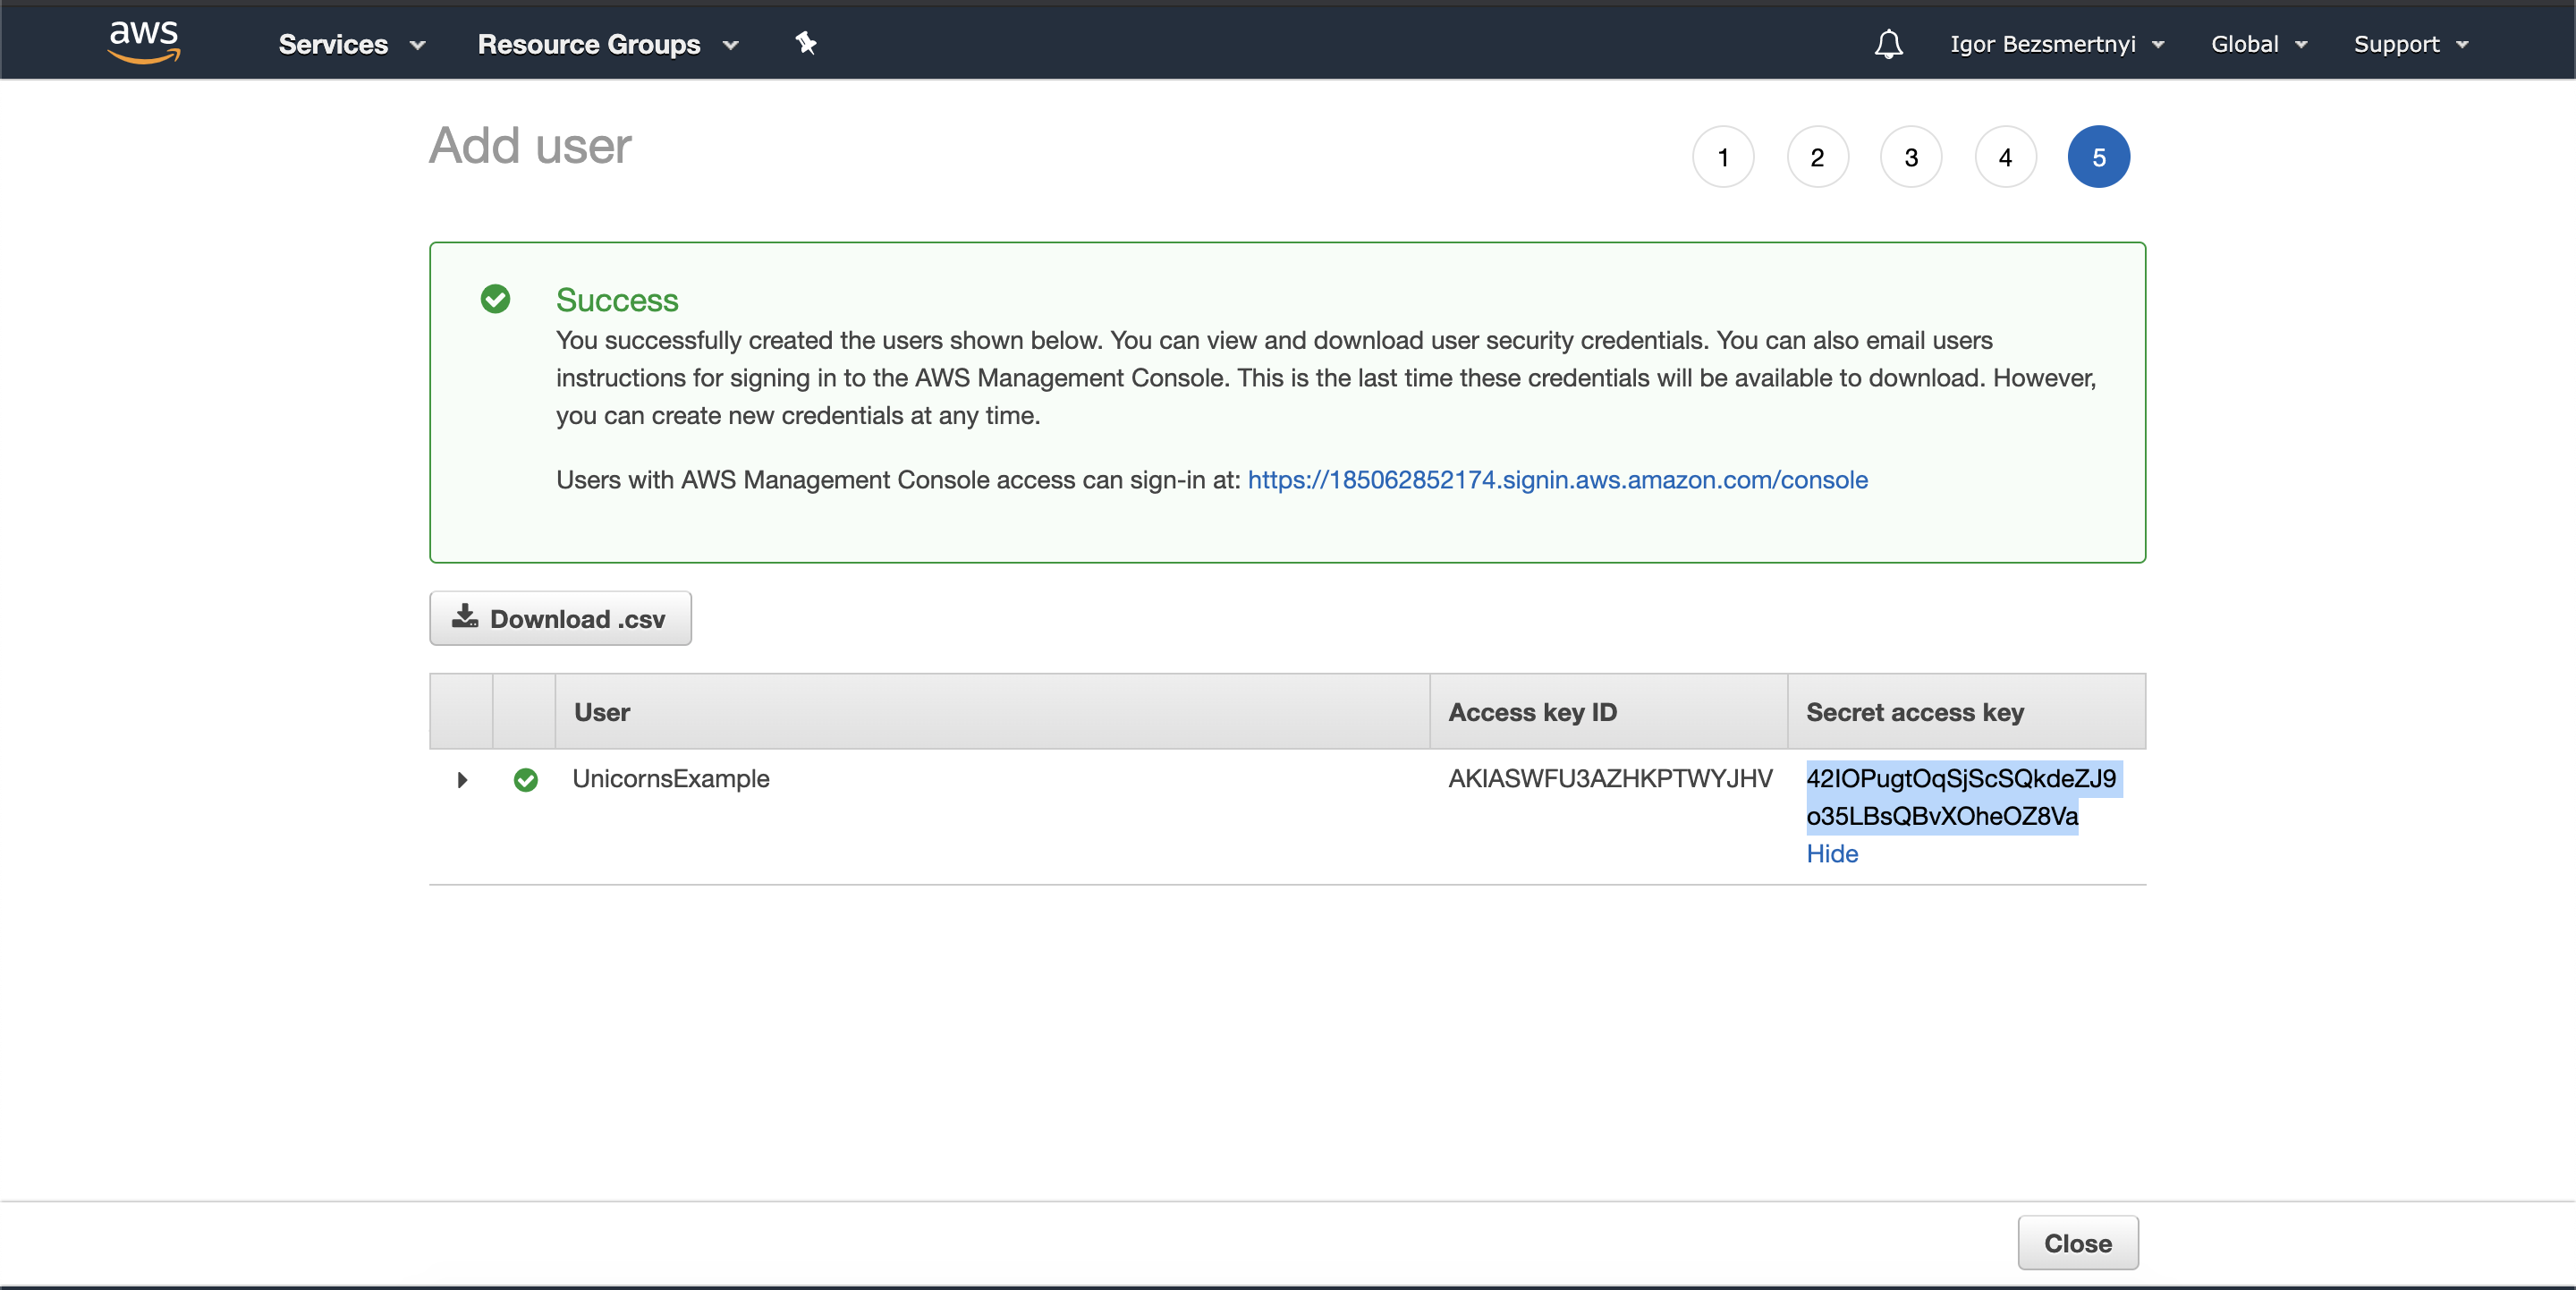 aws
Services
Resource Groups
Igor Bezsmertnyi
Global
Support
Add user
1
2
3
4
5
Success
You successfully created the users shown below. You can view and download user security credentials. You can also email users
instructions for signing in to the AWS Management Console. This is the last time these credentials will be available to download. However,
you can create new credentials at any time.
Users with AWS Management Console access can sign-in at: https://185062852174.signin.aws.amazon.com/console
Download .csv
User Access key ID Secret access key
UnicornsExample AKIASWFU3AZHKPTWYJHV 42IOPugtOqSjScSQkdeZJ9
o35LBsQBvXOheOZ8Va
Hide
Close